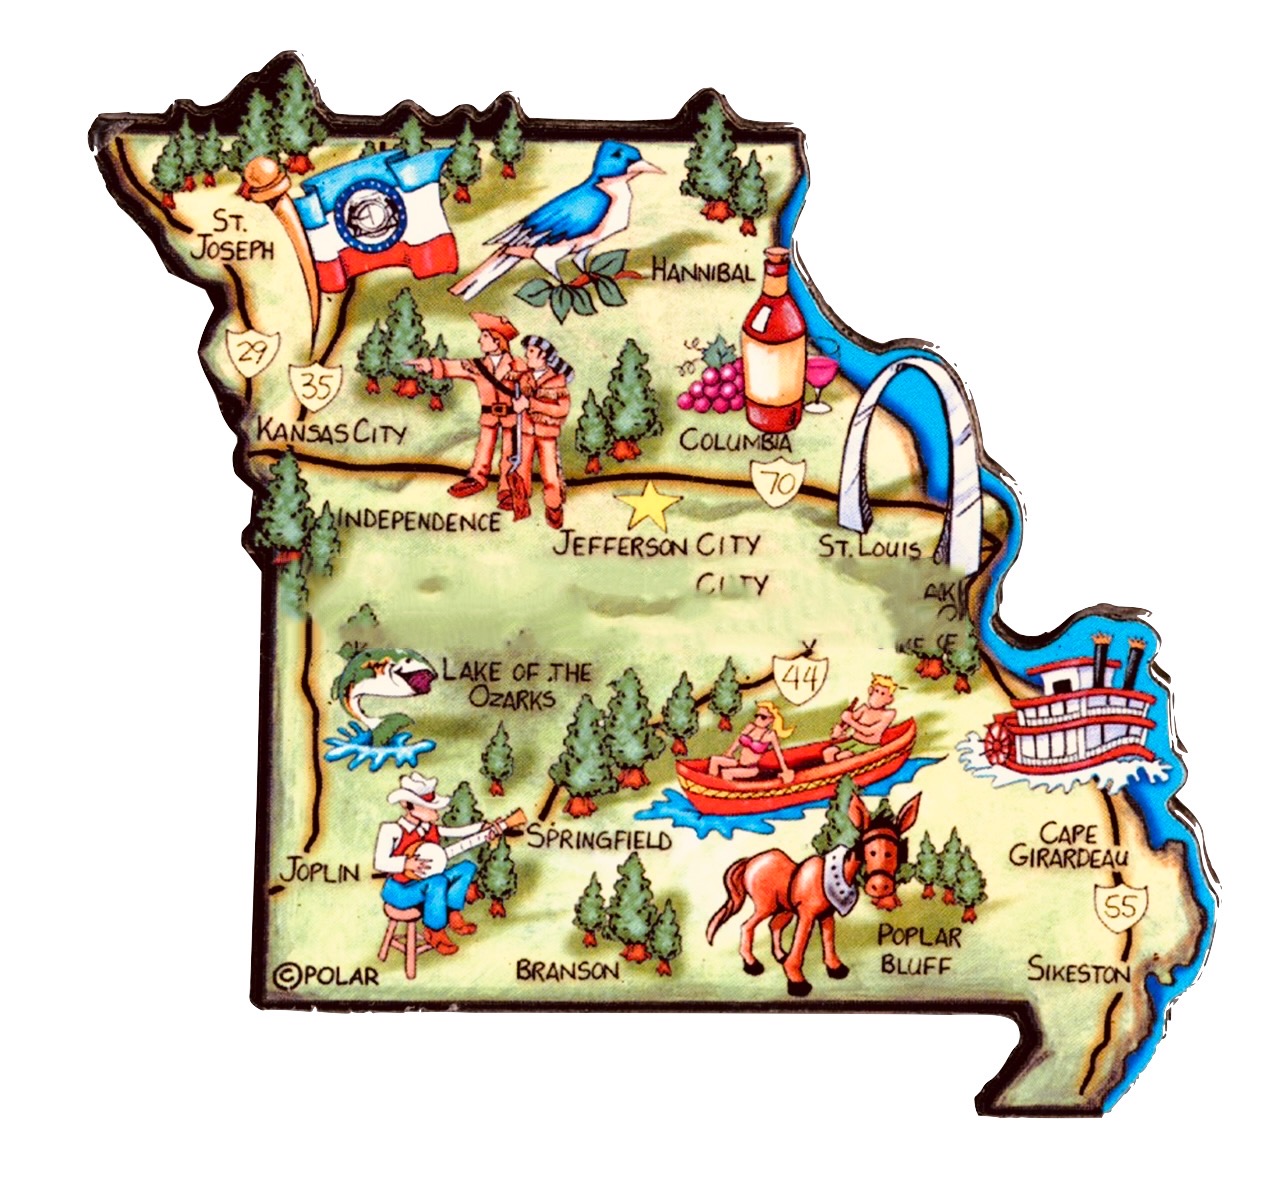 ST.
JOSEPH
HANNIBAL
29
35
KANSAS CITY
COLUMBIA
70
INDEPENDENCE
JEFFERSON CITY
ST. LOUIS
CITY
LAKE OF THE
OZARKS
44
SPRINGFIELD
CAPE
GIRARDEAU
JOPLIN
55
POPLAR
BLUFF
©POLAR
BRANSON
SIKESTON